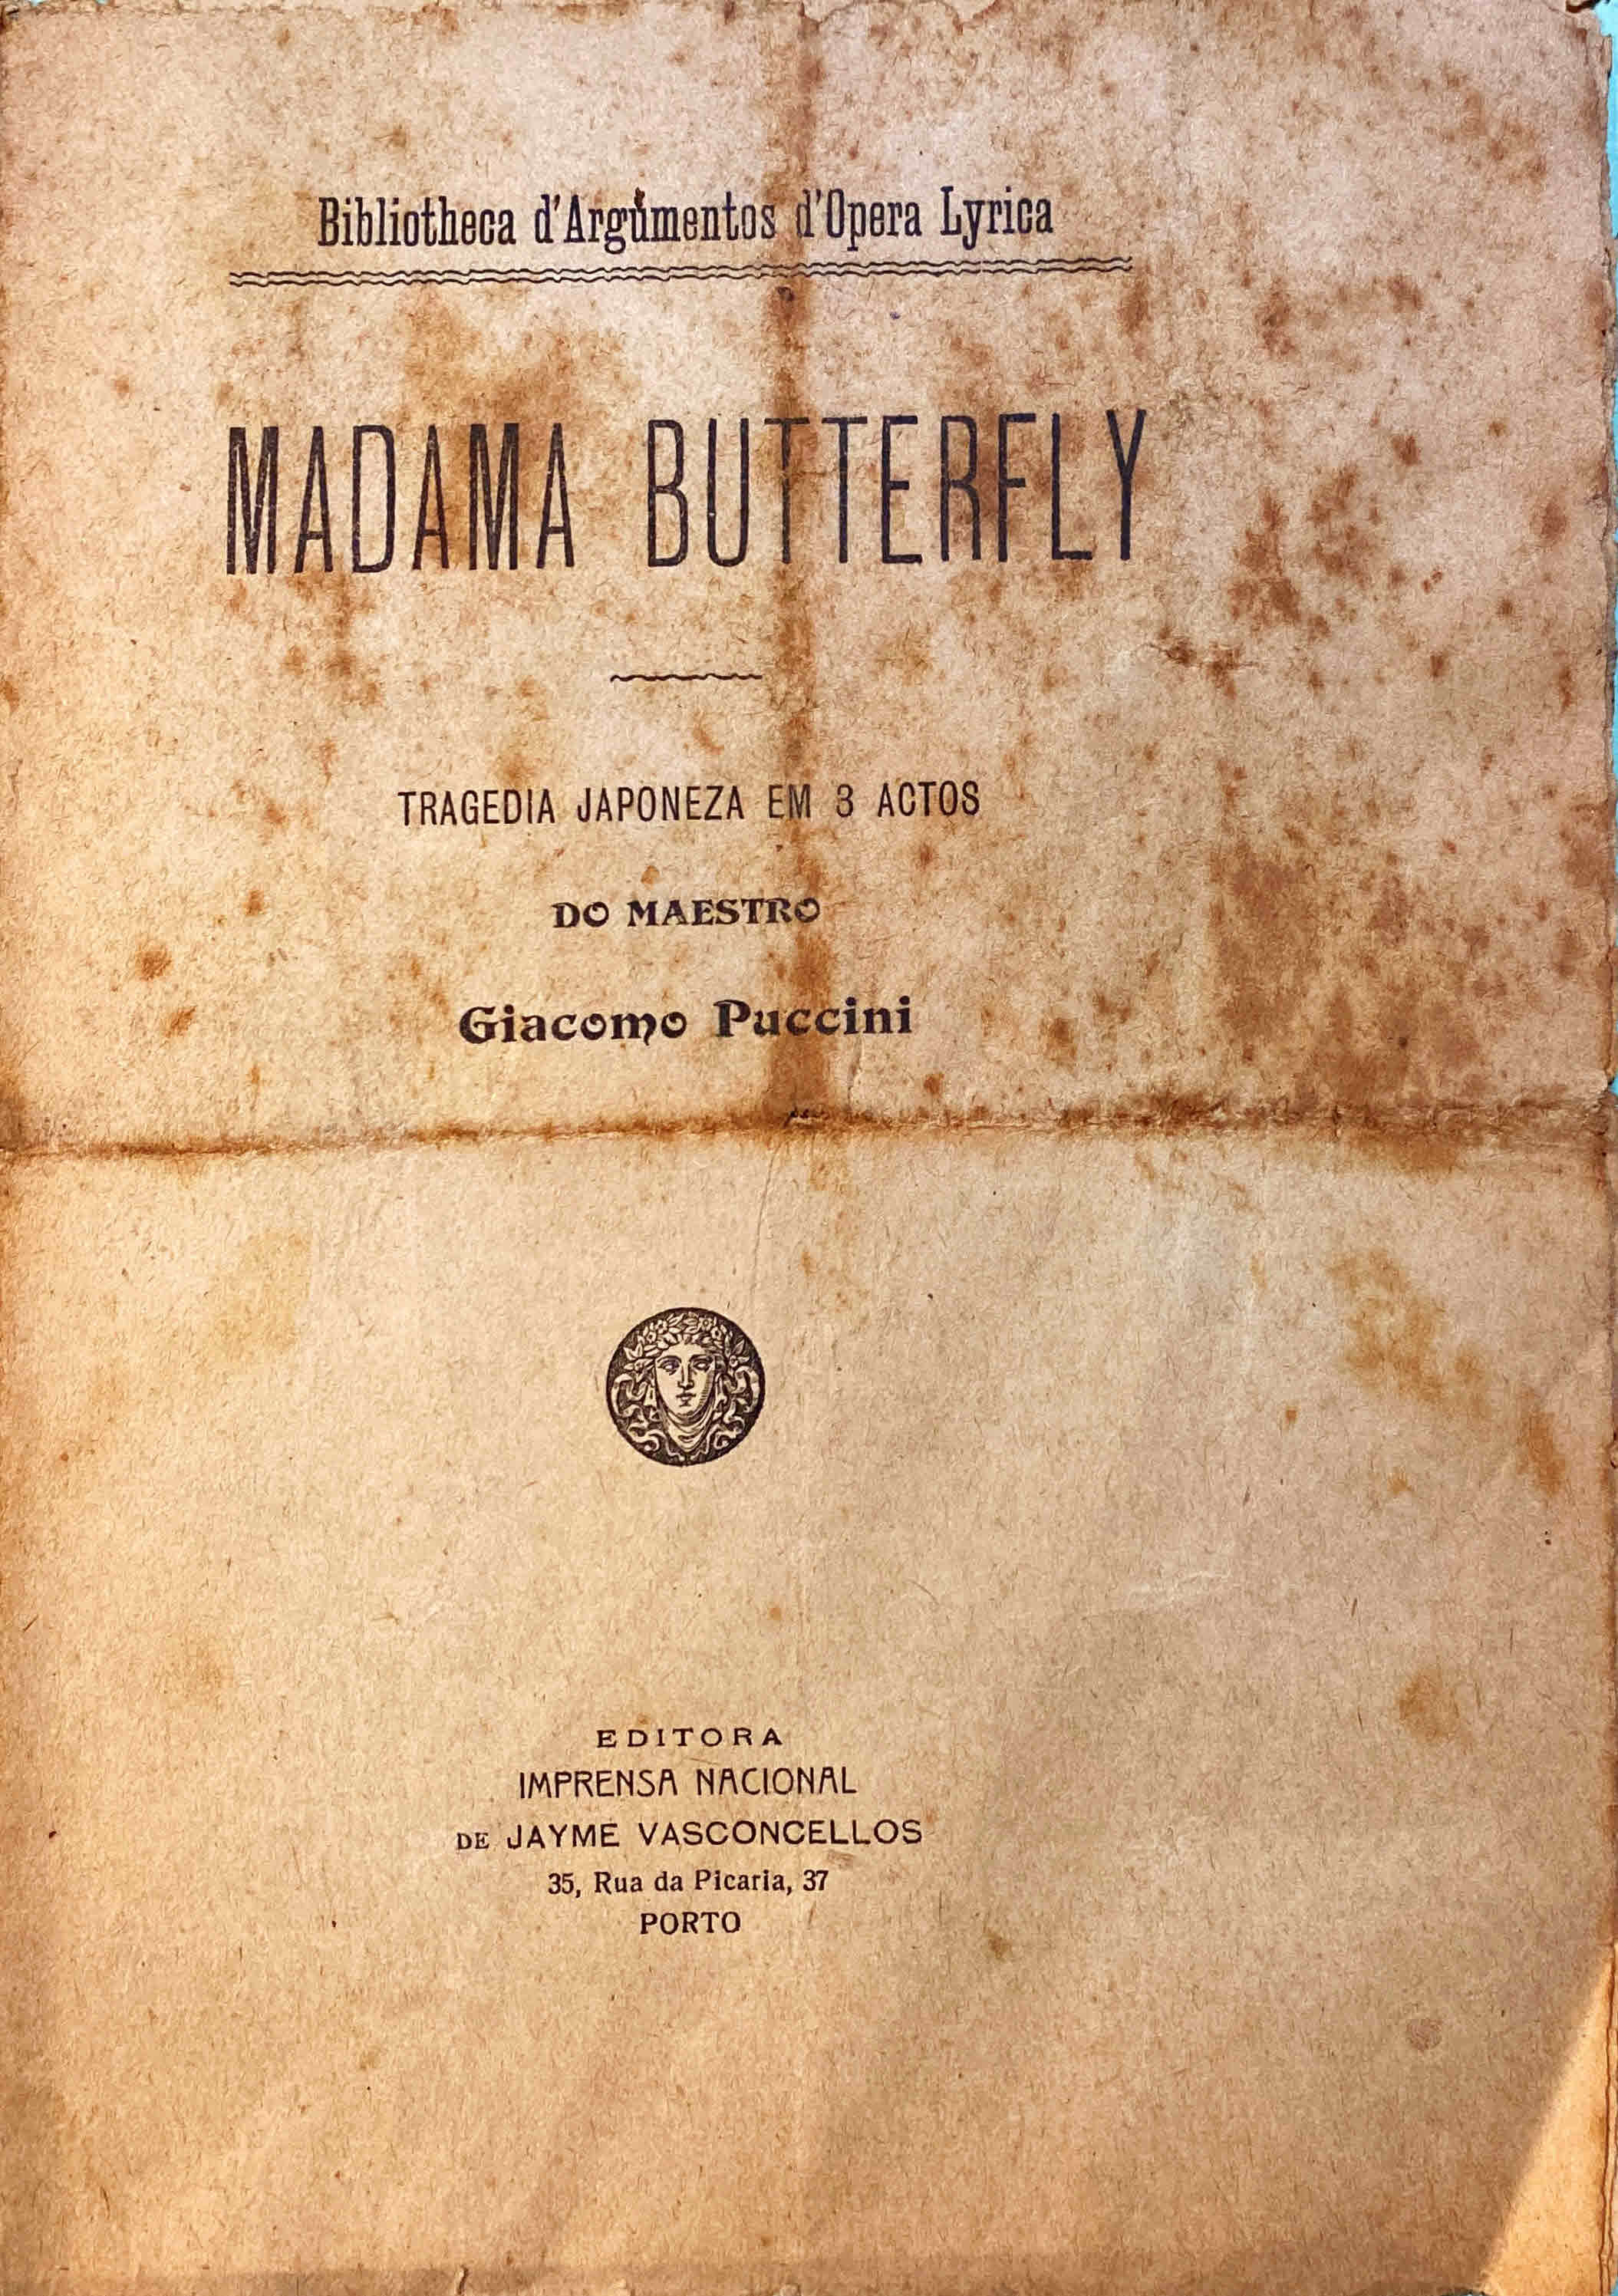 Bibliotheca d'Argumentos d'Opera Lyrica
MADAMA BUTTERFLY
TRAGEDIA JAPONEZA EM 3 ACTOS
DO MAESTRO
Giacomo Puccini
EDITORA
IMPRENSA NACIONAL
DE JAYME VASCONCELLOS
35, Rua da Picaria, 37
PORTO